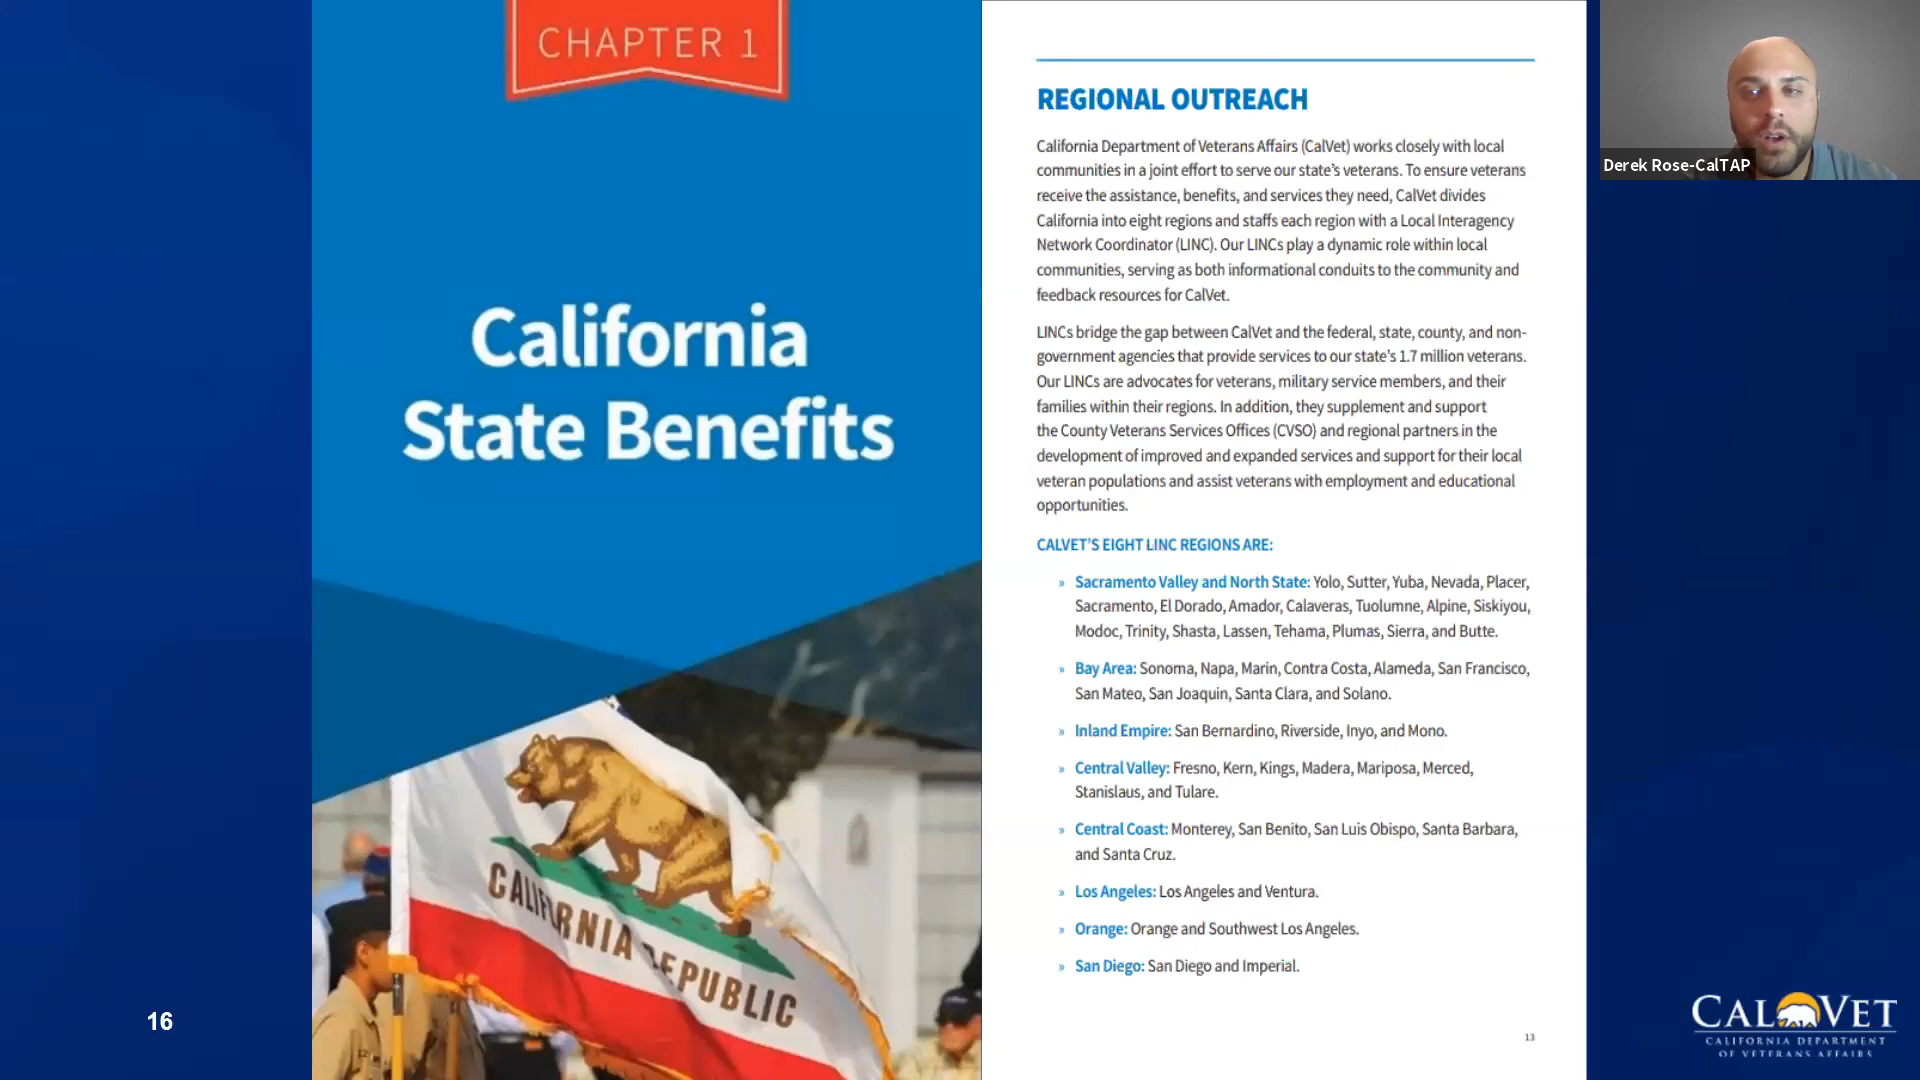 CHAPTER 1
California
State Benefits
CALIFORNIA REPUBLIC
16
REGIONAL OUTREACH
California Department of Veterans Affairs (CalVet) works closely with local
communities in a joint effort to serve our state's veterans. To ensure veterans
receive the assistance, benefits, and services they need, CalVet divides
California into eight regions and staffs each region with a Local Interagency
Network Coordinator (LINC). Our LINCs play a dynamic role within local
communities, serving as both informational conduits to the community and
feedback resources for CalVet.
LINCs bridge the gap between CalVet and the federal, state, county, and non-
government agencies that provide services to our state's 1.7 million veterans.
Our LINCs are advocates for veterans, military service members, and their
families within their regions. In addition, they supplement and support
the County Veterans Services Offices (CVSO) and regional partners in the
development of improved and expanded services and support for their local
veteran populations and assist veterans with employment and educational
opportunities.
CALVET'S EIGHT LINC REGIONS ARE:
» Sacramento Valley and North State: Yolo, Sutter, Yuba, Nevada, Placer,
Sacramento, El Dorado, Amador, Calaveras, Tuolumne, Alpine, Siskiyou,
Modoc, Trinity, Shasta, Lassen, Tehama, Plumas, Sierra, and Butte.
» Bay Area: Sonoma, Napa, Marin, Contra Costa, Alameda, San Francisco,
San Mateo, San Joaquin, Santa Clara, and Solano.
» Inland Empire: San Bernardino, Riverside, Inyo, and Mono.
» Central Valley: Fresno, Kern, Kings, Madera, Mariposa, Merced,
Stanislaus, and Tulare.
» Central Coast: Monterey, San Benito, San Luis Obispo, Santa Barbara,
and Santa Cruz.
» Los Angeles: Los Angeles and Ventura.
» Orange: Orange and Southwest Los Angeles.
» San Diego: San Diego and Imperial.
13
Derek Rose-CalTAP
CALVET
CALIFORNIA DEPARTMENT
OF VETERANS AFFAIRS